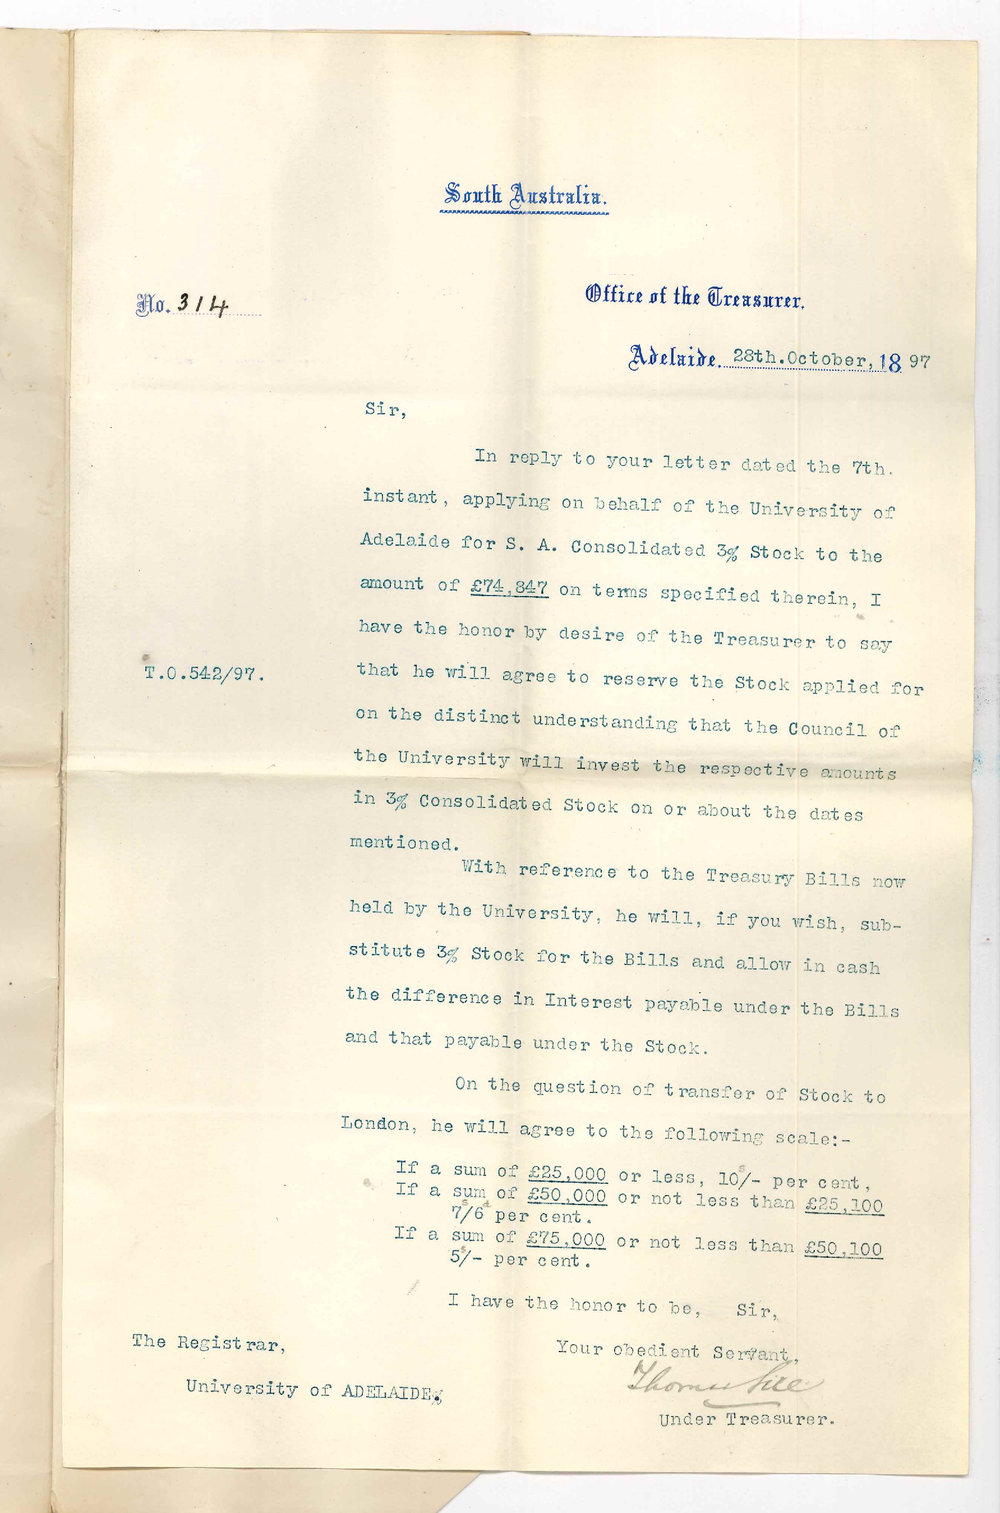 South Australia.
No. 314
Office of the Treasurer.
Adelaide, 28th.October, 1897
Sir,
In reply to your letter dated the 7th.
instant, applying on behalf of the University of
Adelaide for S. A. Consolidated 3% Stock to the
amount of £74,847 on terms specified therein, I
have the honor by desire of the Treasurer to say
T.O.542/97.
that he will agree to reserve the Stock applied for
on the distinct understanding that the Council of
the University will invest the respective amounts
in 3% Consolidated Stock on or about the dates
mentioned.
With reference to the Treasury Bills now
held by the University, he will, if you wish, sub-
stitute 3% Stock for the Bills and allow in cash
the difference in Interest payable under the Bills
and that payable under the Stock.
On the question of transfer of Stock to
London, he will agree to the following scale:-
If a sum of £25,000 or less, 10s/- per cent,
If a sum of £50,000 or not less than £25,100
7s/6d per cent.
If a sum of £75,000 or not less than £50,100
5s/- per cent.
I have the honor to be, Sir,
Your obedient Servant,
Thomas
Under Treasurer.
The Registrar,
University of ADELAIDE.